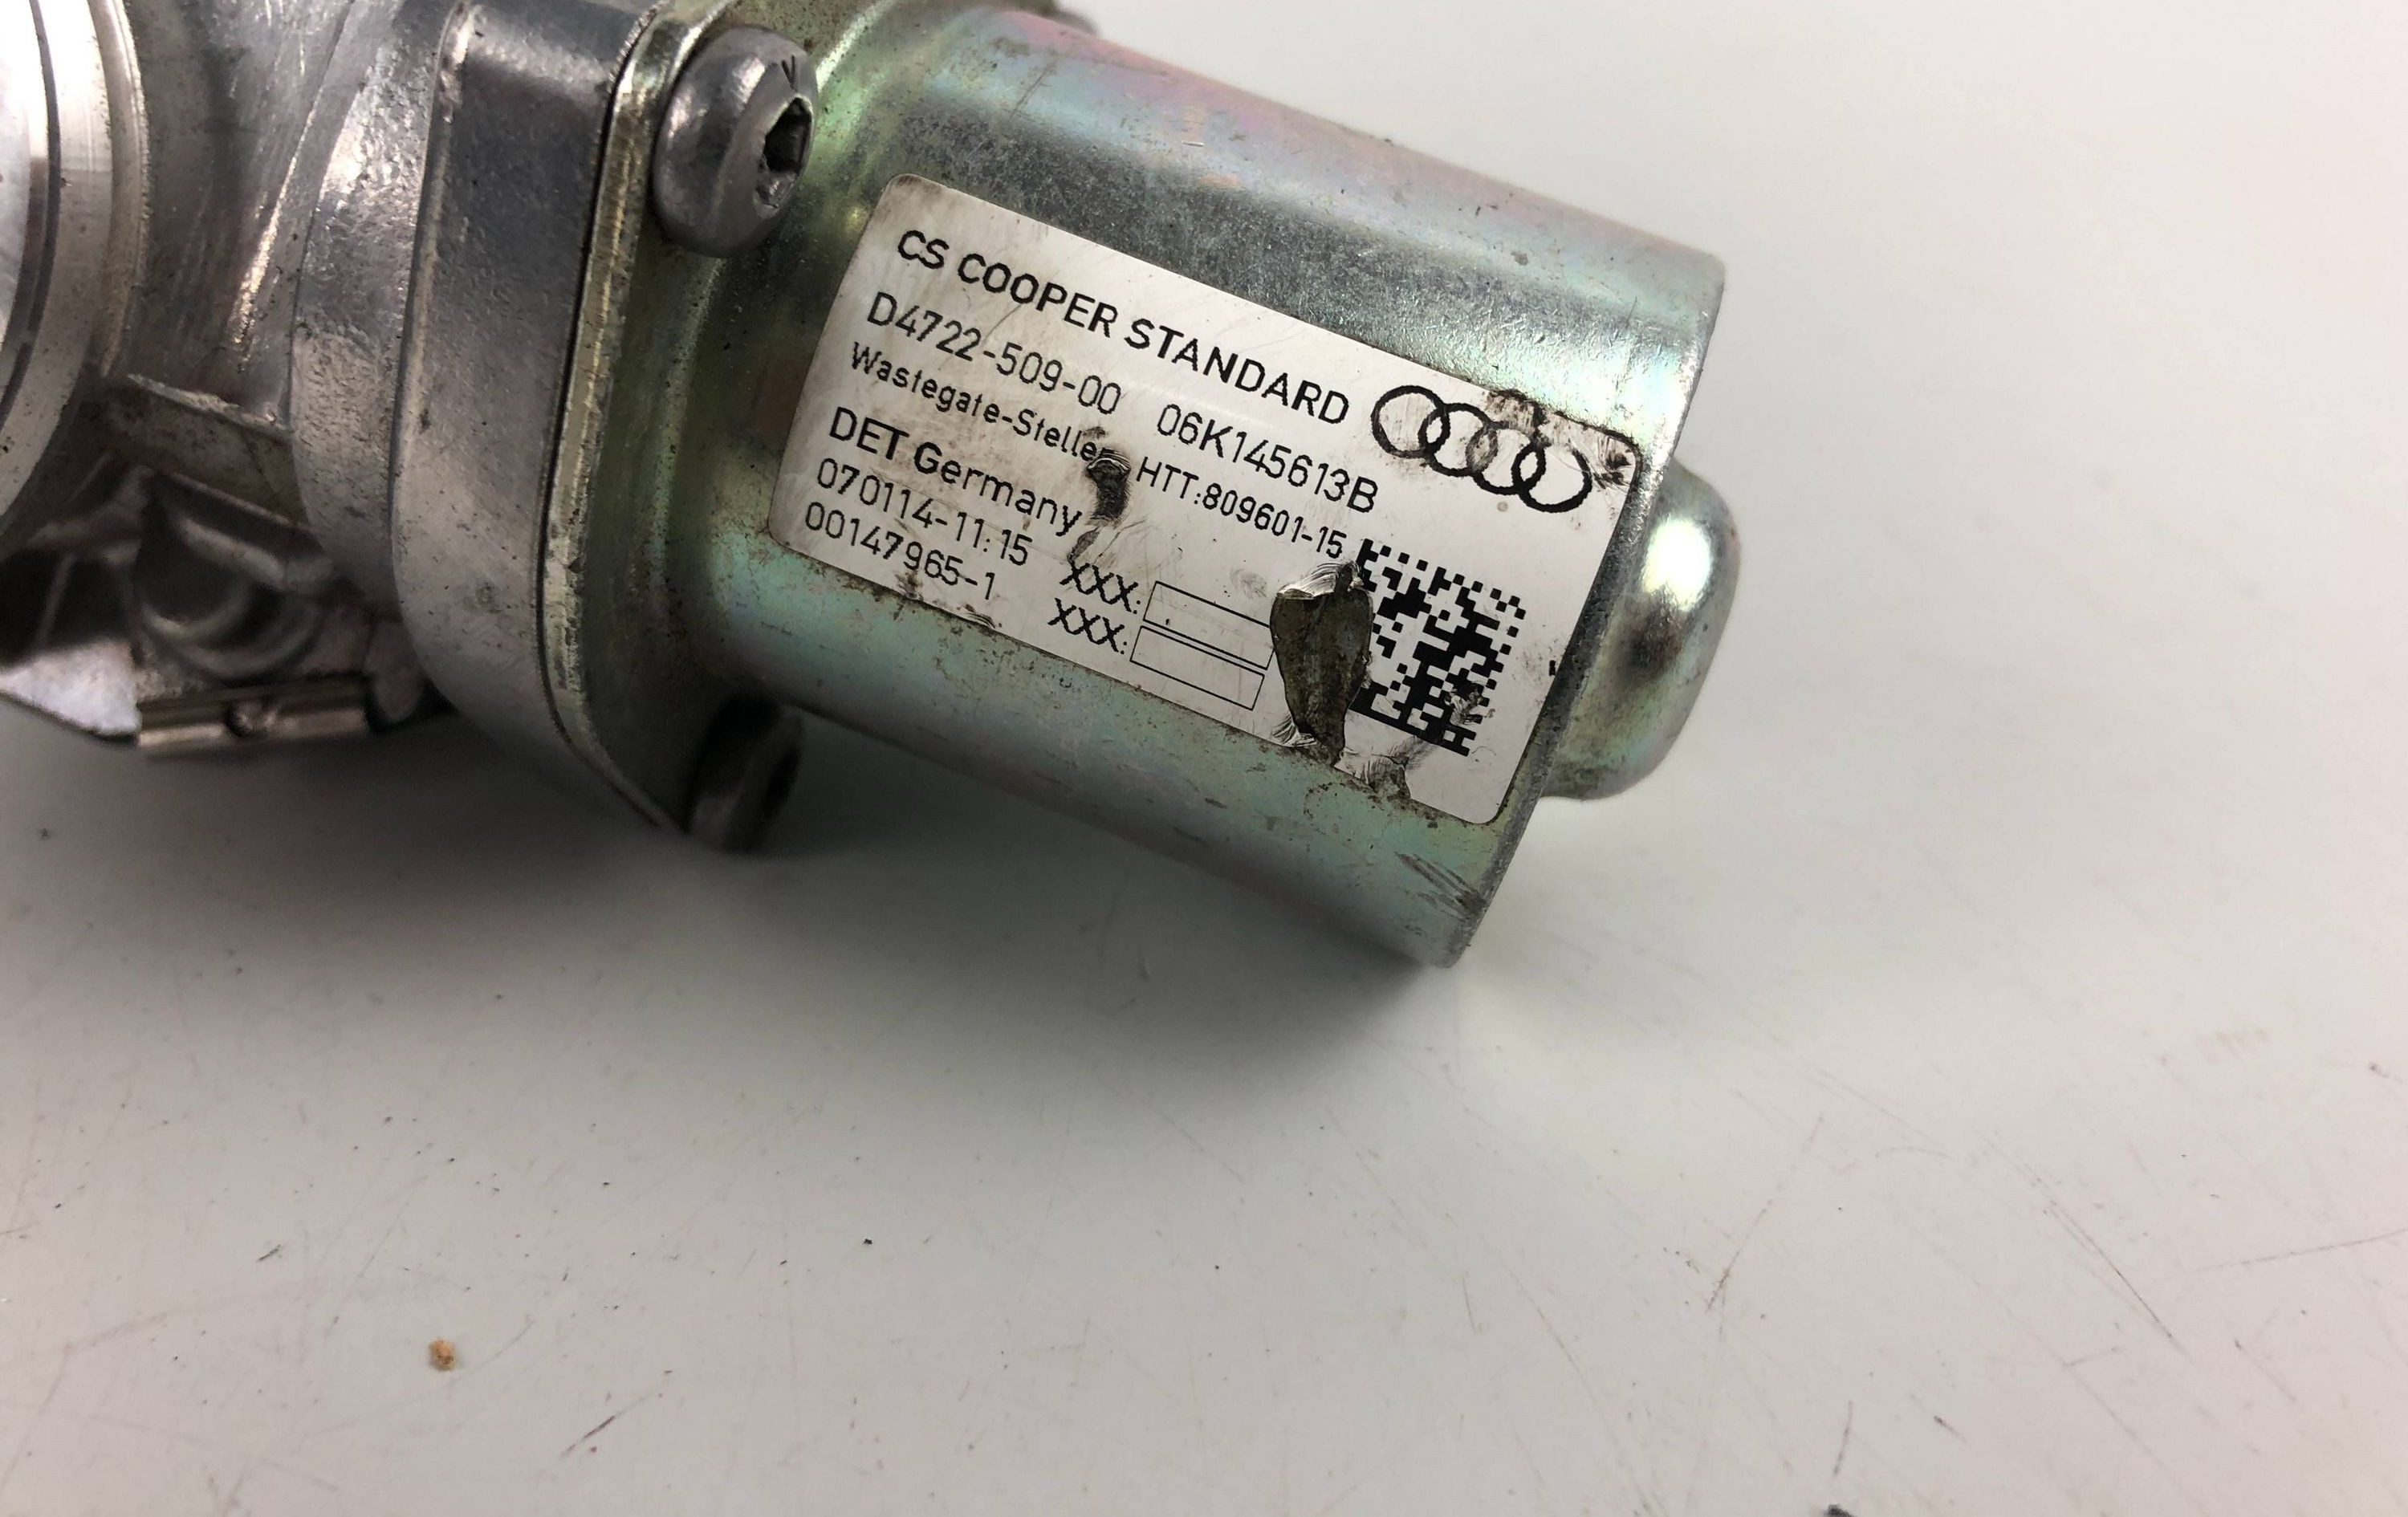 CS COOPER STANDARD
D4722-509-00 06K145613B
Wastegate-Steller HTT:809601-15
DET Germany
070114-11:15 XXX:
00147965-1 XXX: